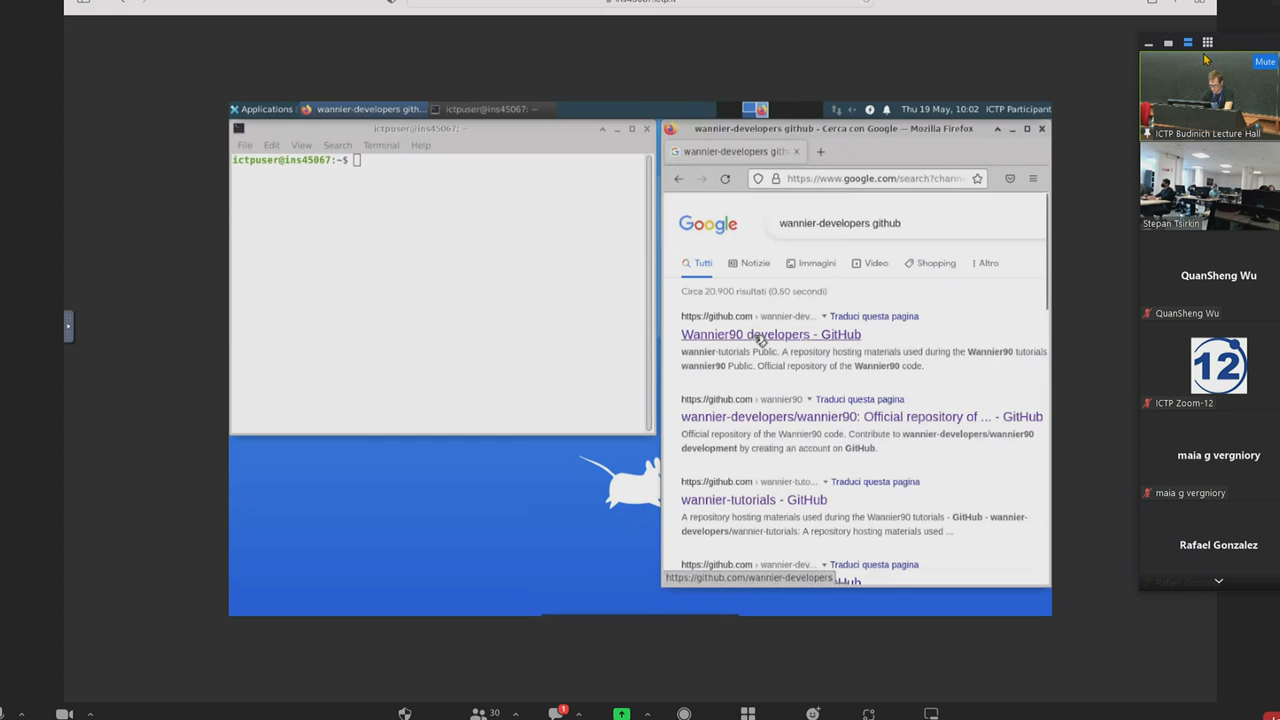 Applications
wannier-developers gith...
ictpuser@ins45067: ~
Thu 19 May, 10:02
ICTP Participant
ictpuser@ins45067: ~
File Edit View Search Terminal Help
ictpuser@ins45067:~$
wannier-developers github - Cerca con Google — Mozilla Firefox
wannier-developers gith
https://www.google.com/search?chann
Google
wannier-developers github
Tutti Notizie Immagini Video Shopping Altro
Circa 20.900 risultati (0,50 secondi)
https://github.com › wannier-dev... Traduci questa pagina
Wannier90 developers - GitHub
wannier-tutorials Public. A repository hosting materials used during the Wannier90 tutorials
wannier90 Public. Official repository of the Wannier90 code.
https://github.com › wannier90 Traduci questa pagina
wannier-developers/wannier90: Official repository of ... - GitHub
Official repository of the Wannier90 code. Contribute to wannier-developers/wannier90
development by creating an account on GitHub.
https://github.com › wannier-tuto... Traduci questa pagina
wannier-tutorials - GitHub
A repository hosting materials used during the Wannier90 tutorials - GitHub - wannier-
developers/wannier-tutorials: A repository hosting materials used ...
https://github.com › wannier-dev... Traduci questa pagina
https://github.com/wannier-developers
Mute
ICTP Budinich Lecture Hall
Stepan Tsirkin
QuanSheng Wu
QuanSheng Wu
12
ICTP Zoom-12
maia g vergniory
maia g vergniory
Rafael Gonzalez
30
1